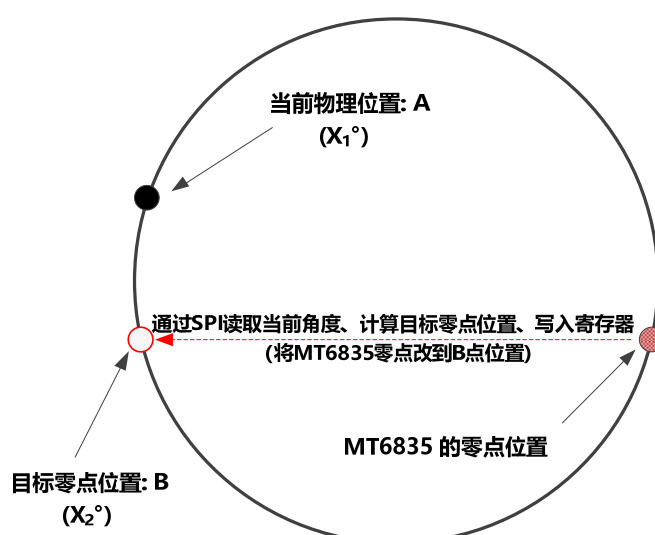 当前物理位置: A
(X₁°)
通过SPI读取当前角度、计算目标零点位置、写入寄存器
(将MT6835零点改到B点位置)
MT6835 的零点位置
目标零点位置: B
(X₂°)